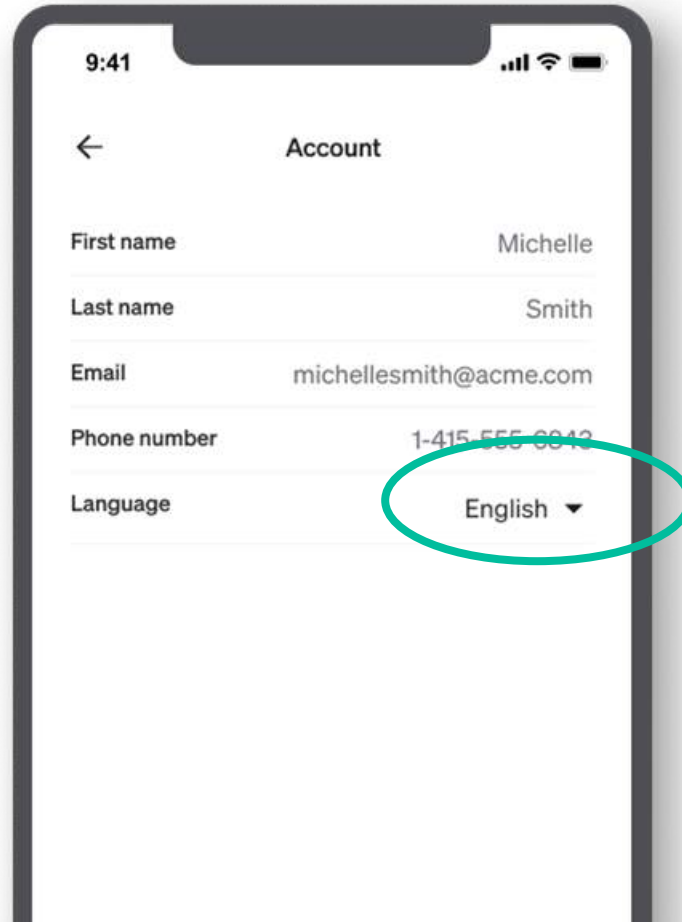 9:41
Account
First name Michelle
Last name Smith
Email michellesmith@acme.com
Phone number
Language English